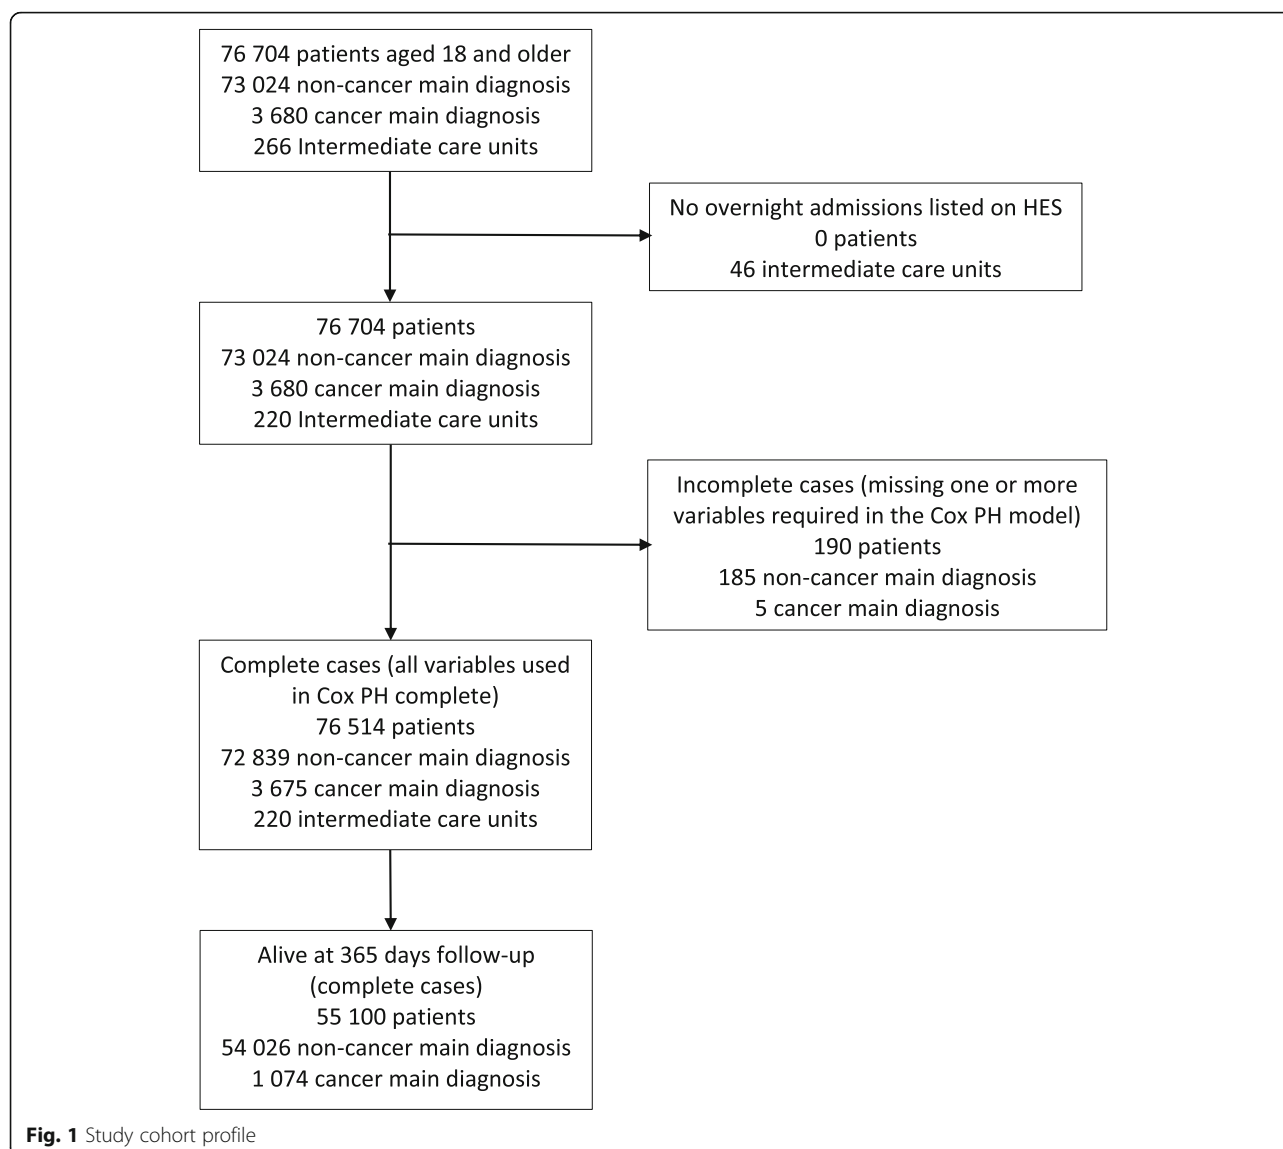 76 704 patients aged 18 and older
73 024 non-cancer main diagnosis
3 680 cancer main diagnosis
266 Intermediate care units
No overnight admissions listed on HES
0 patients
46 intermediate care units
76 704 patients
73 024 non-cancer main diagnosis
3 680 cancer main diagnosis
220 Intermediate care units
Incomplete cases (missing one or more
variables required in the Cox PH model)
190 patients
185 non-cancer main diagnosis
5 cancer main diagnosis
Complete cases (all variables used
in Cox PH complete)
76 514 patients
72 839 non-cancer main diagnosis
3 675 cancer main diagnosis
220 intermediate care units
Alive at 365 days follow-up
(complete cases)
55 100 patients
54 026 non-cancer main diagnosis
1 074 cancer main diagnosis
Fig. 1 Study cohort profile